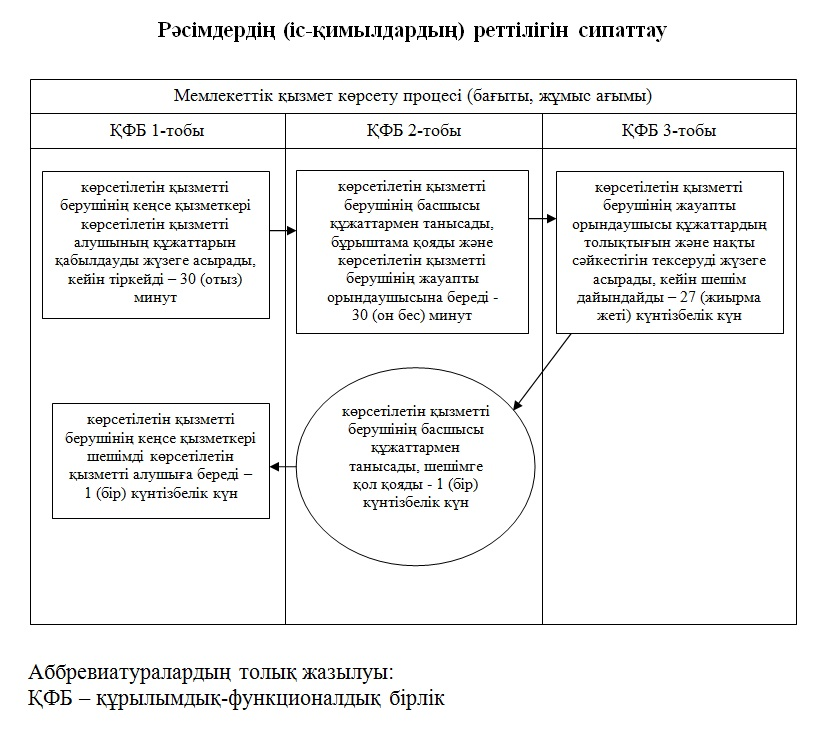 Рәсімдердің (іс-қимылдардың) реттілігін сипаттау
Мемлекеттік қызмет көрсету процесі (бағыты, жұмыс ағымы)
ҚФБ 1-тобы
ҚФБ 2-тобы
ҚФБ 3-тобы
көрсетілетін қызметті
берушінің кеңсе қызметкері
көрсетілетін қызметті
алушының құжаттарын
қабылдауды жүзеге асырады,
кейін тіркейді – 30 (отыз)
минут
көрсетілетін қызметті
берушінің басшысы
құжаттармен танысады,
бұрыштама қояды және
көрсетілетін қызметті
берушінің жауапты
орындаушысына береді -
30 (он бес) минут
көрсетілетін қызметті
берушінің жауапты
орындаушысы құжаттардың
толықтығын және нақты
сәйкестігін тексеруді жүзеге
асырады, кейін шешім
дайындайды – 27 (жиырма
жеті) күнтізбелік күн
көрсетілетін қызметті
берушінің басшысы
құжаттармен
танысады, шешімге
қол қояды - 1 (бір)
күнтізбелік күн
көрсетілетін қызметті
берушінің кеңсе қызметкері
шешімді көрсетілетін
қызметті алушыға береді –
1 (бір) күнтізбелік күн
Аббревиатуралардың толық жазылуы:
ҚФБ – құрылымдық-функционалдық бірлік